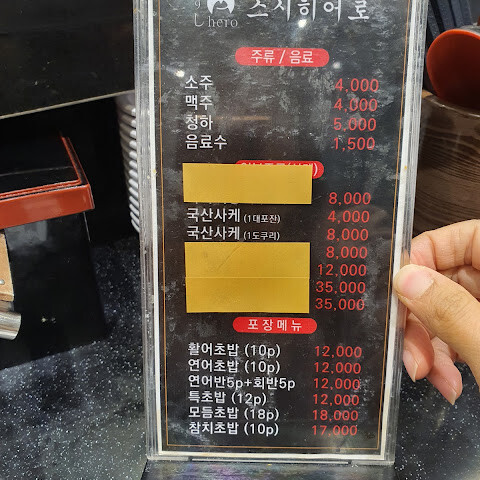 hero
스시히어로
주류 / 음료
소주 4,000
맥주 4,000
청하 5,000
음료수 1,500
8,000
국산사케 (1대포잔) 4,000
국산사케 (1도쿠리) 8,000
8,000
12,000
35,000
35,000
포장메뉴
활어초밥 (10p) 12,000
연어초밥 (10p) 12,000
연어반5p+회반5p 12,000
특초밥 (12p) 12,000
모듬초밥 (18p) 18,000
참치초밥 (10p) 17,000